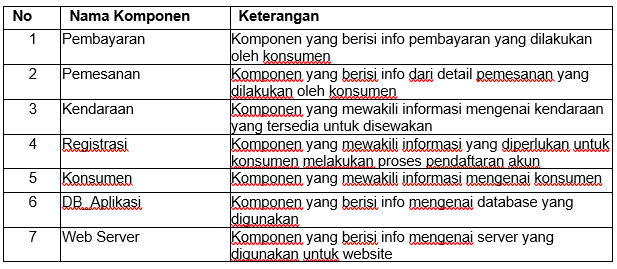 No Nama Komponen Keterangan
1 Pembayaran Komponen yang berisi info pembayaran yang dilakukan
oleh konsumen
2 Pemesanan Komponen yang berisi info dari detail pemesanan yang
dilakukan oleh konsumen
3 Kendaraan Komponen yang mewakili informasi mengenai kendaraan
yang tersedia untuk disewakan
4 Registrasi Komponen yang mewakili informasi yang diperlukan untuk
konsumen melakukan proses pendaftaran akun
5 Konsumen Komponen yang mewakili informasi mengenai konsumen
6 DB_Aplikasi Komponen yang berisi info mengenai database yang
digunakan
7 Web Server Komponen yang berisi info mengenai server yang
digunakan untuk website